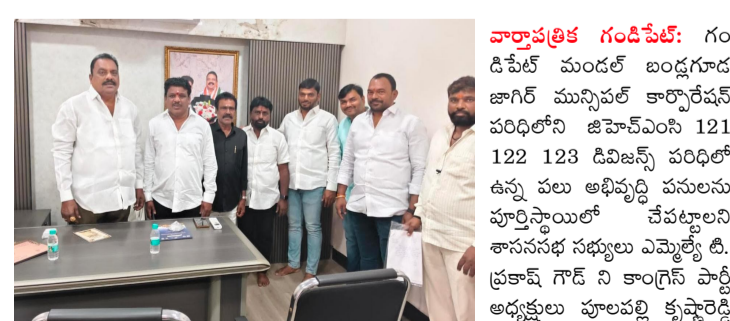 వార్తాపత్రిక గండిపేట్: గం
డిపేట్ మండల్ బండ్లగూడ
జాగిర్ మున్సిపల్ కార్పొరేషన్
పరిధిలోని జిహెచ్ఎంసి 121
122 123 డివిజన్స్ పరిధిలో
ఉన్న పలు అభివృద్ధి పనులను
పూర్తిస్థాయిలో చేపట్టాలని
శాసనసభ సభ్యులు ఎమ్మెల్యే టి.
ప్రకాష్ గౌడ్ ని కాంగ్రెస్ పార్టీ
అధ్యక్షులు పూలపల్లి కృష్ణారెడ్డి